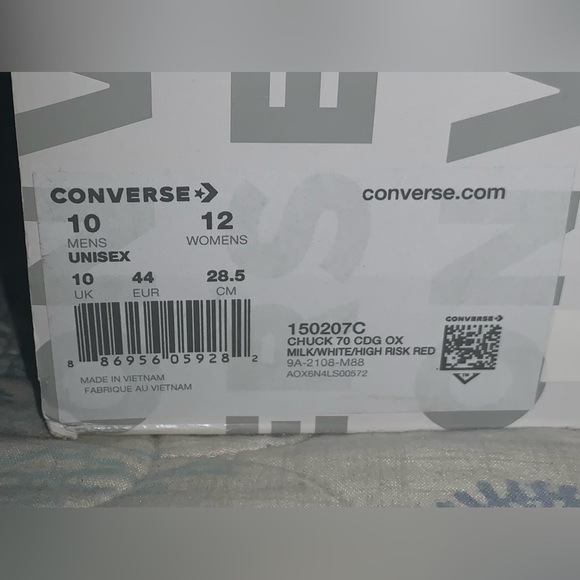 CONVERSE
converse.com
10 12
MENS WOMENS
UNISEX
10 44 28.5
UK EUR CM
8 86956 05928 2
MADE IN VIETNAM
FABRIQUE AU VIETNAM
150207C
CHUCK 70 CDG OX
MILK/WHITE/HIGH RISK RED
9A-2108-M88
AOX6N4LS00572
CONVERSE